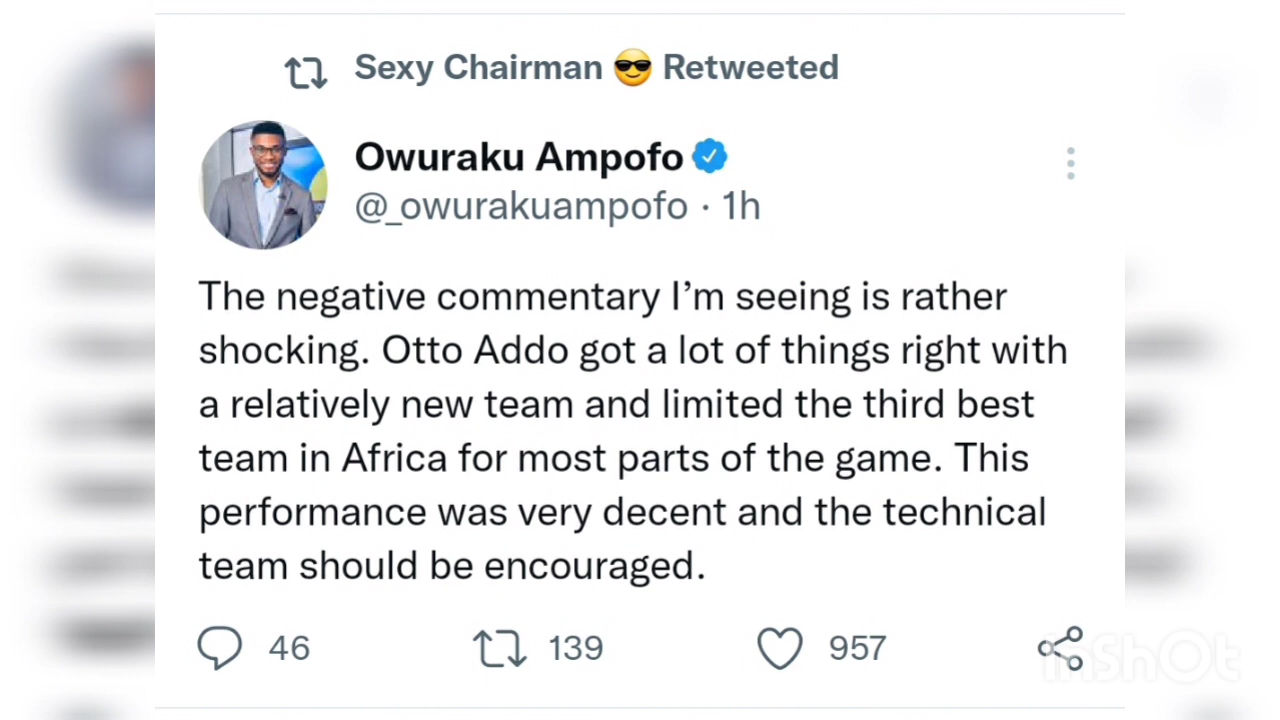 Sexy Chairman 😎 Retweeted
Owuraku Ampofo
@_owurakuampofo · 1h
The negative commentary I’m seeing is rather
shocking. Otto Addo got a lot of things right with
a relatively new team and limited the third best
team in Africa for most parts of the game. This
performance was very decent and the technical
team should be encouraged.
46 139 957
InShOt